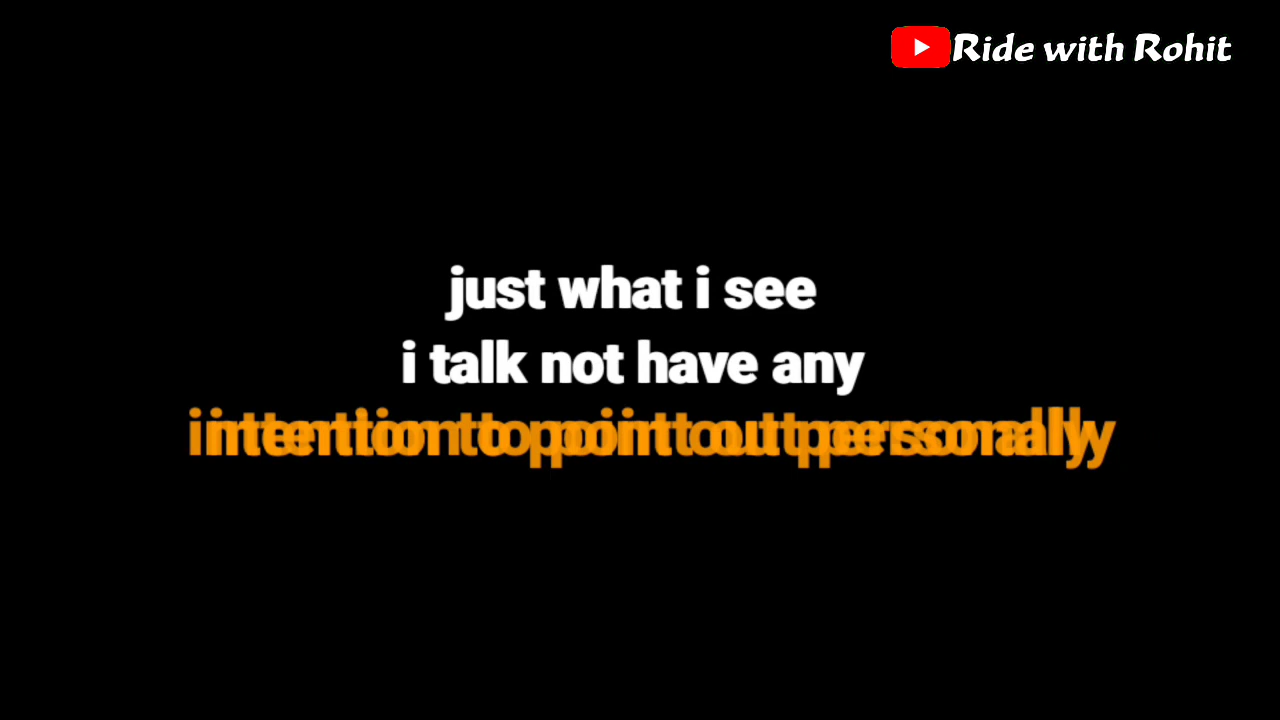 Ride with Rohit
just what i see
i talk not have any
intention to point out personally